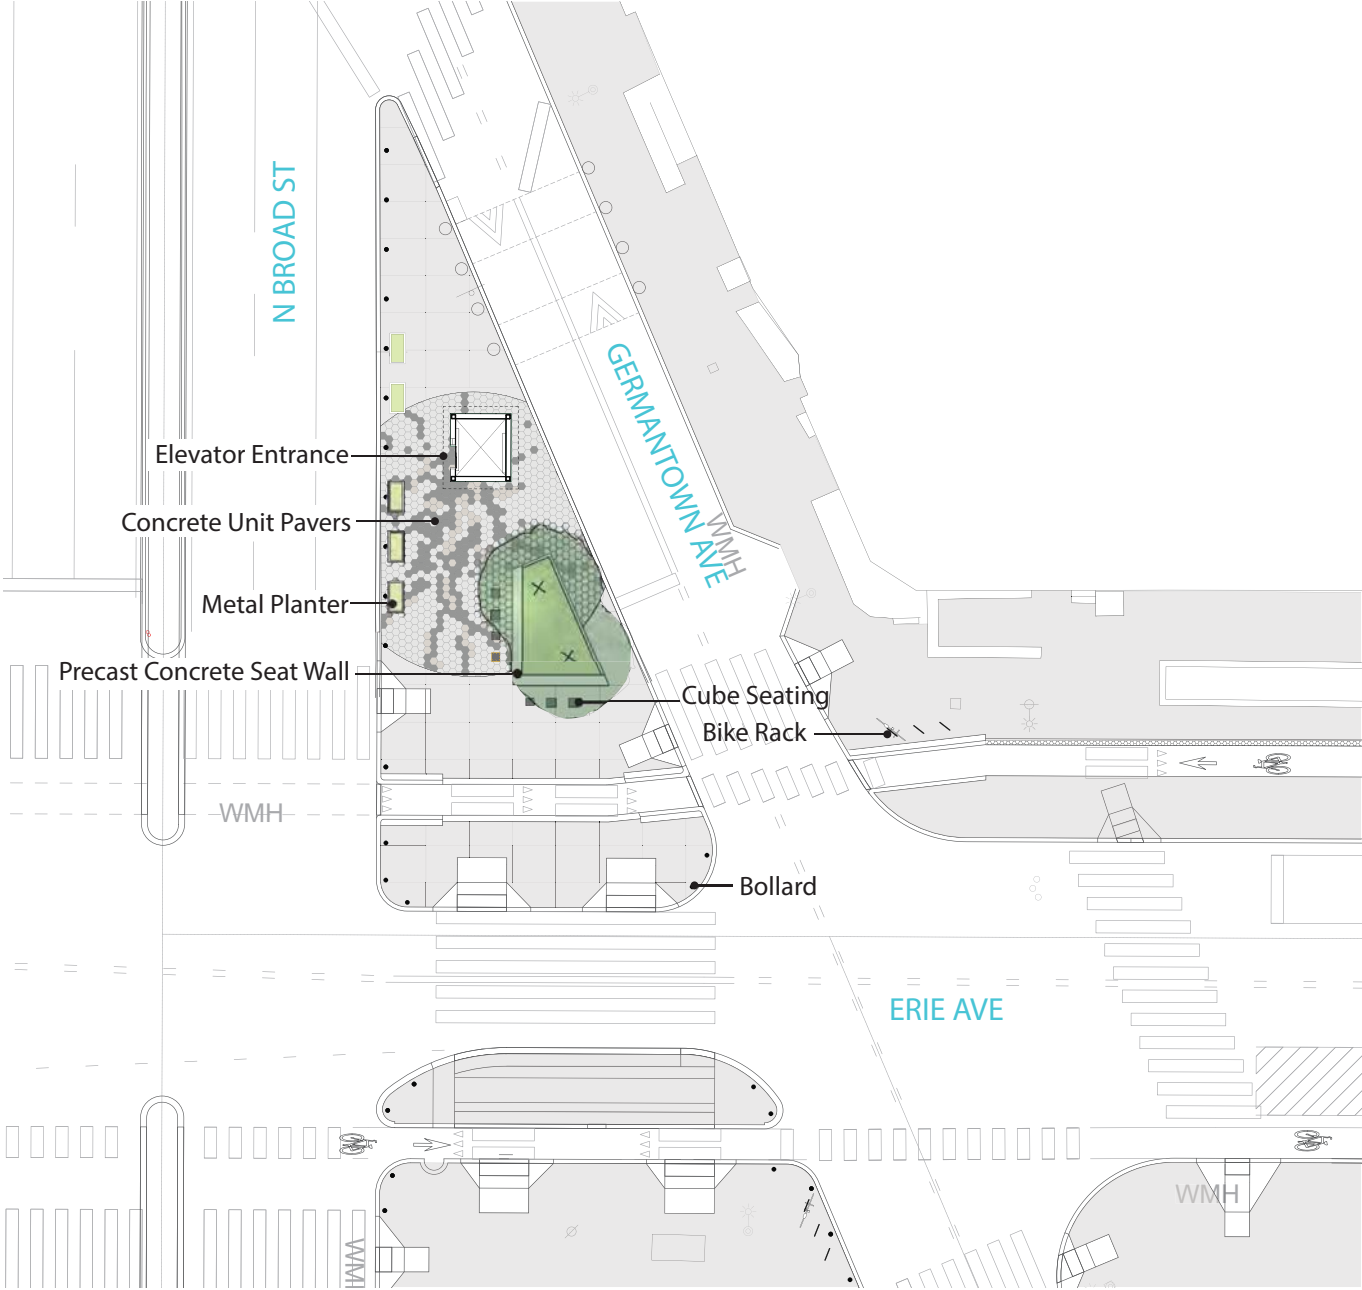 N BROAD ST
GERMANTOWN AVE
WMH
Elevator Entrance
Concrete Unit Pavers
Metal Planter
Precast Concrete Seat Wall
Cube Seating
Bike Rack
WMH
Bollard
ERIE AVE
WMH
WMH